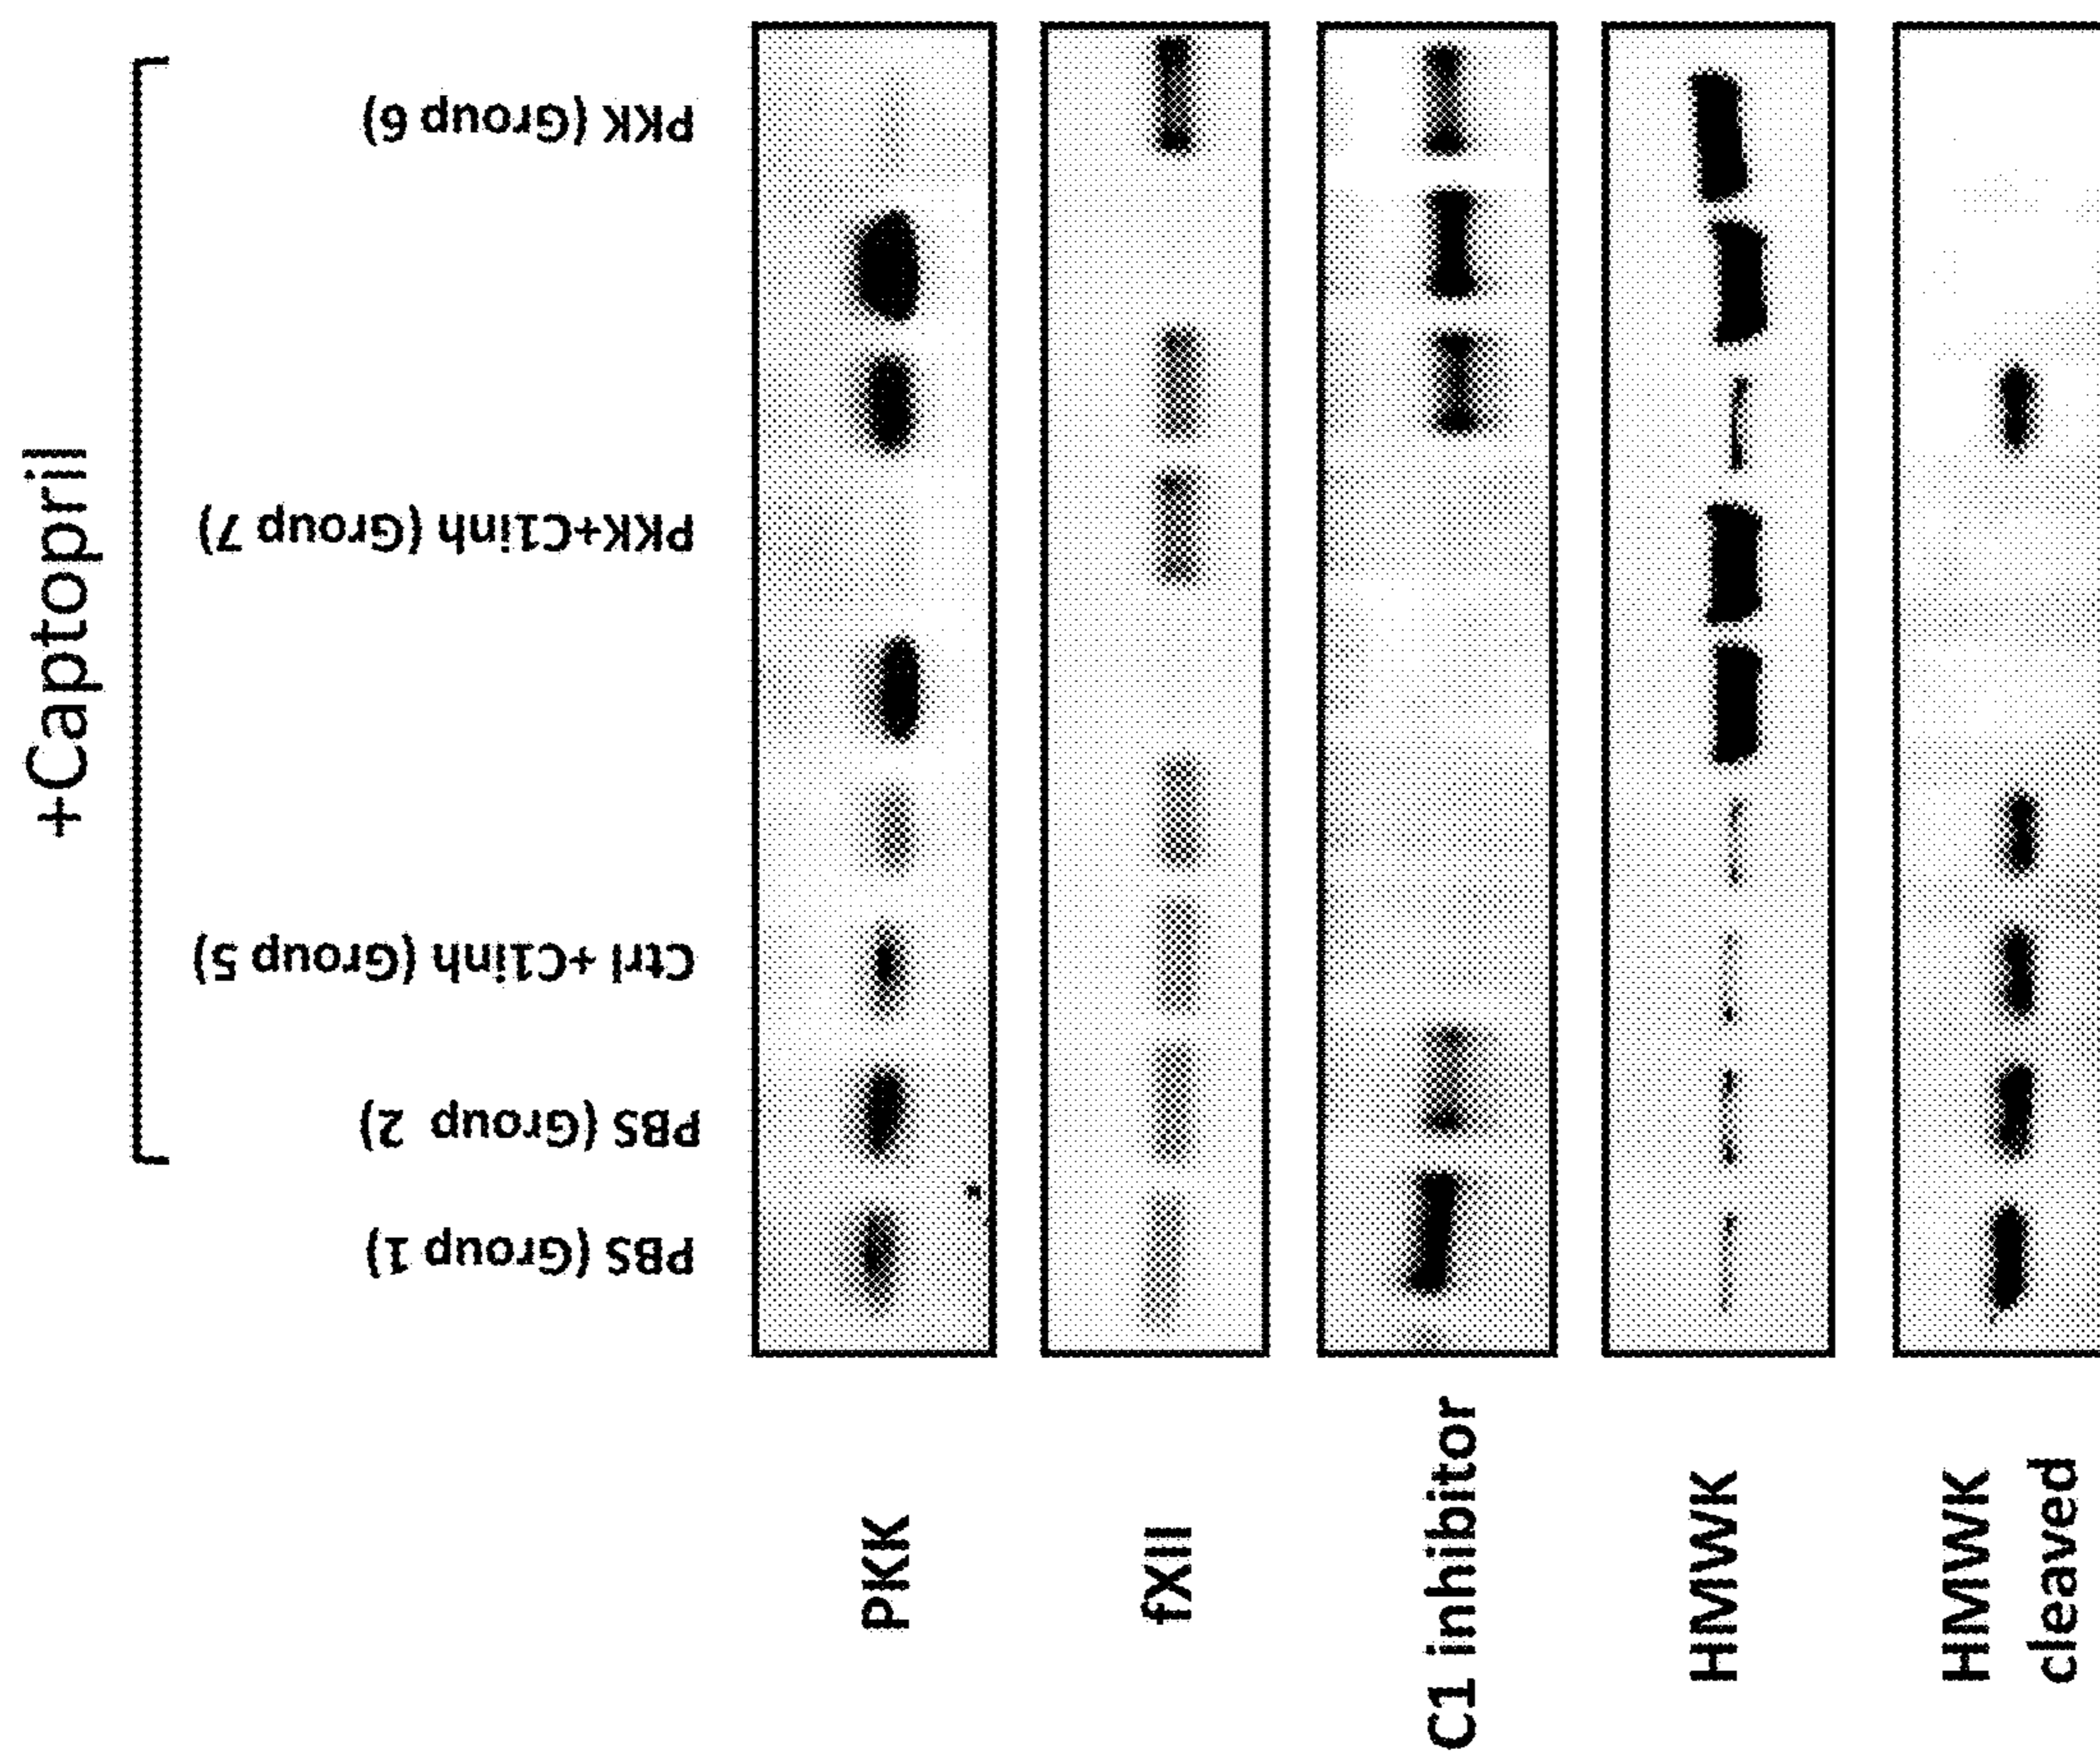 +Captopril
PBS (Group 1)
PBS (Group 2)
Ctrl +C1inh (Group 5)
PKK+C1inh (Group 7)
PKK (Group 6)
PKK
fXII
C1 inhibitor
HMWK
HMWK
cleaved